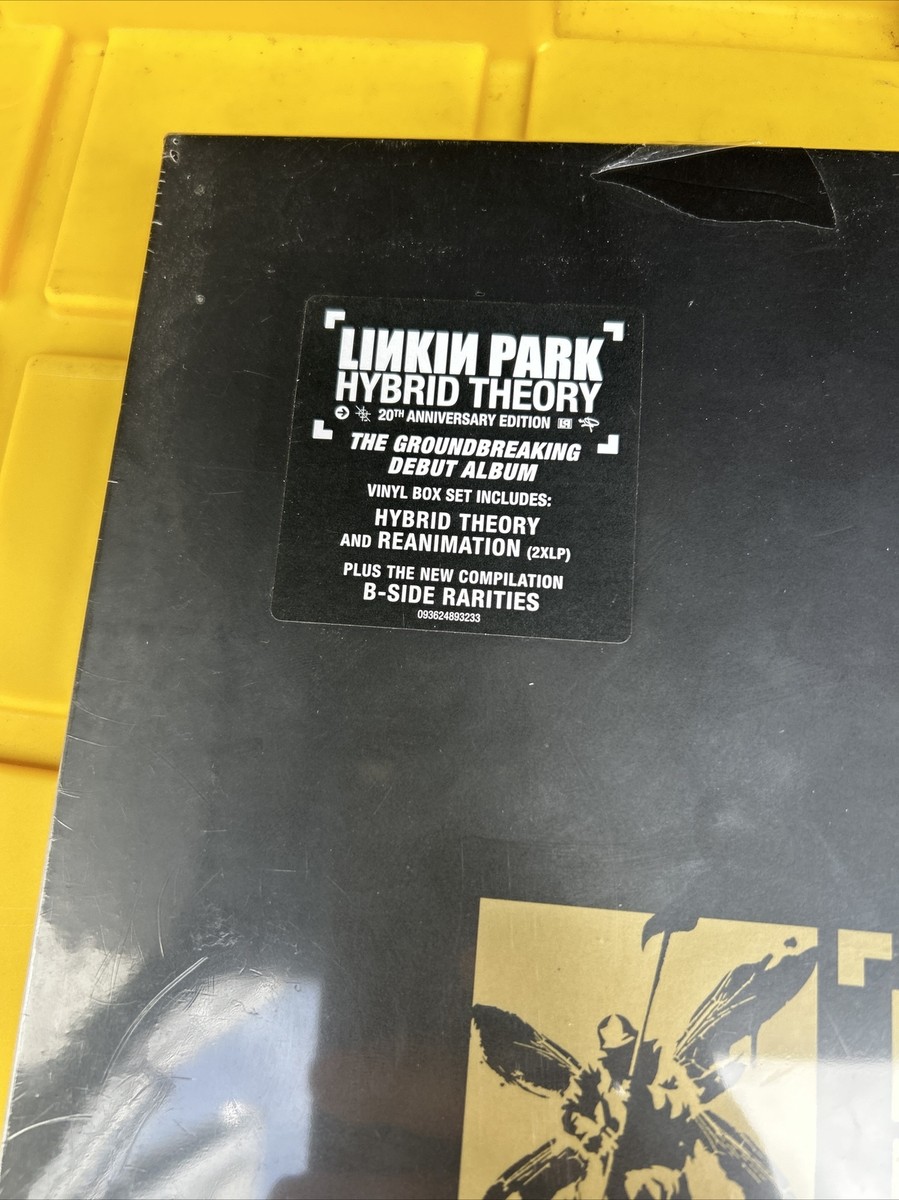 LIИKIИ PARK
HYBRID THEORY
20TH ANNIVERSARY EDITION
THE GROUNDBREAKING
DEBUT ALBUM
VINYL BOX SET INCLUDES:
HYBRID THEORY
AND REANIMATION (2XLP)
PLUS THE NEW COMPILATION
B-SIDE RARITIES
093624893233